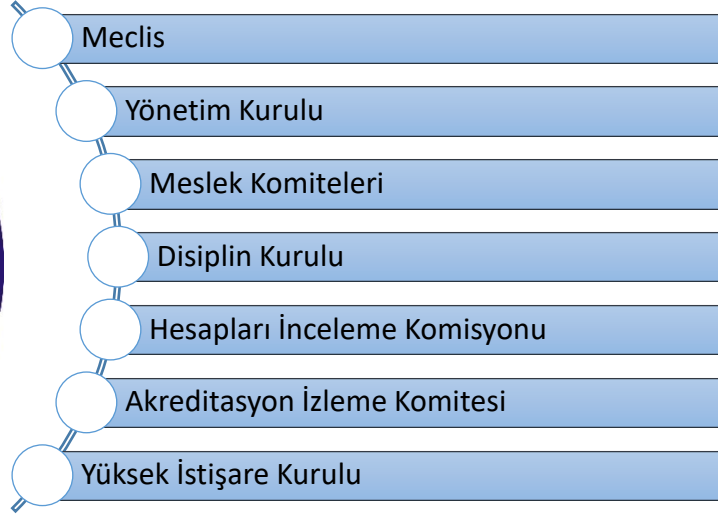 Meclis
Yönetim Kurulu
Meslek Komiteleri
Disiplin Kurulu
Hesapları İnceleme Komisyonu
Akreditasyon İzleme Komitesi
Yüksek İstişare Kurulu